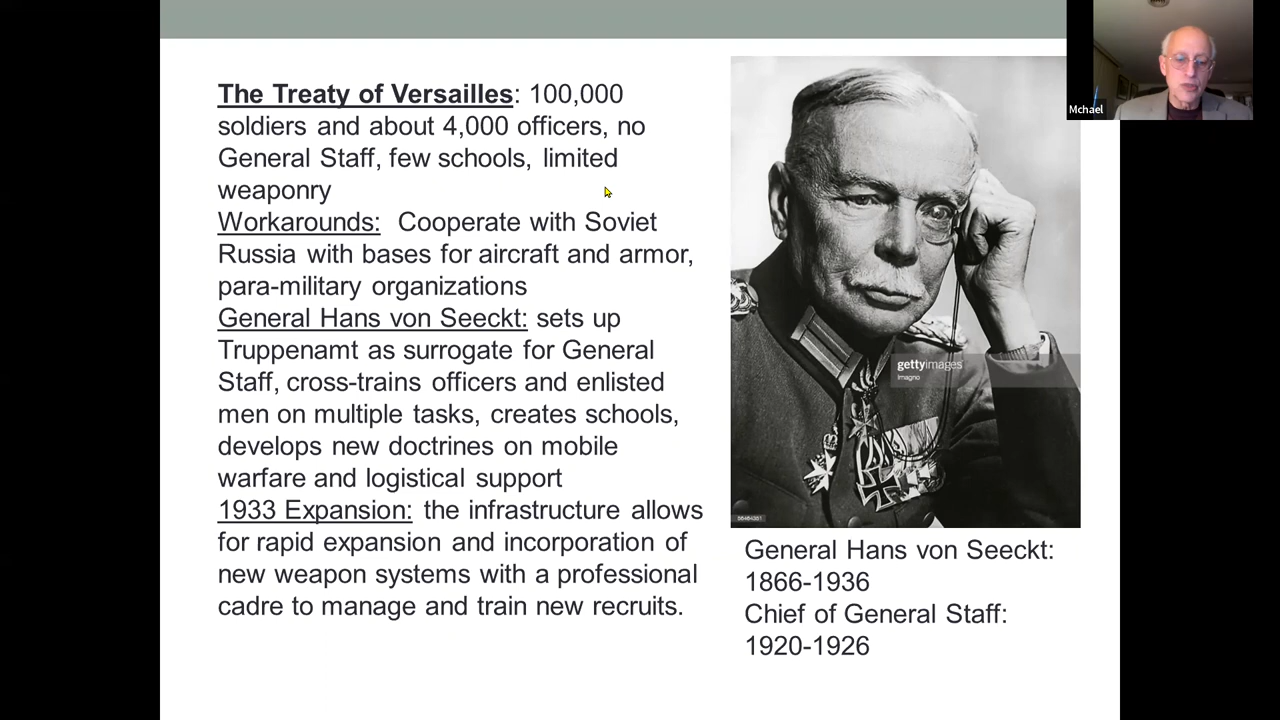 The Treaty of Versailles: 100,000
soldiers and about 4,000 officers, no
General Staff, few schools, limited
weaponry
Workarounds: Cooperate with Soviet
Russia with bases for aircraft and armor,
para-military organizations
General Hans von Seeckt: sets up
Truppenamt as surrogate for General
Staff, cross-trains officers and enlisted
men on multiple tasks, creates schools,
develops new doctrines on mobile
warfare and logistical support
1933 Expansion: the infrastructure allows
for rapid expansion and incorporation of
new weapon systems with a professional
cadre to manage and train new recruits.
gettyimages
Imagno
General Hans von Seeckt:
1866-1936
Chief of General Staff:
1920-1926
Mchael